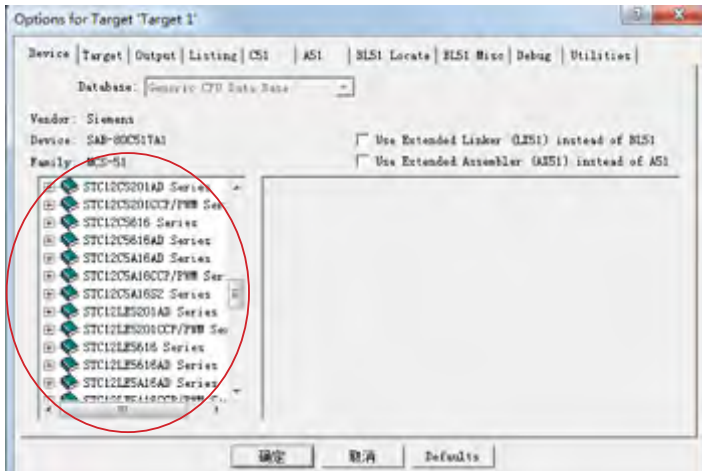 Options for Target 'Target 1'
Device Target Output Listing C51 A51 BL51 Locate BL51 Misc Debug Utilities
Database: Generic CPU Data Base
Vendor: Siemens
Device: SAB-80C517A1
Family: MCS-51
Use Extended Linker (LX51) instead of BL51
Use Extended Assembler (AX51) instead of A51
STC12C5201AD Series
STC12C5201CCP/PWM Ser
STC12C5616 Series
STC12C5616AD Series
STC12C5A16AD Series
STC12C5A16CCP/PWM Ser
STC12C5A16S2 Series
STC12LE5201AD Series
STC12LE5201CCP/PWM Se
STC12LE5616 Series
STC12LE5616AD Series
STC12LE5A16AD Series
确定 取消 Defaults